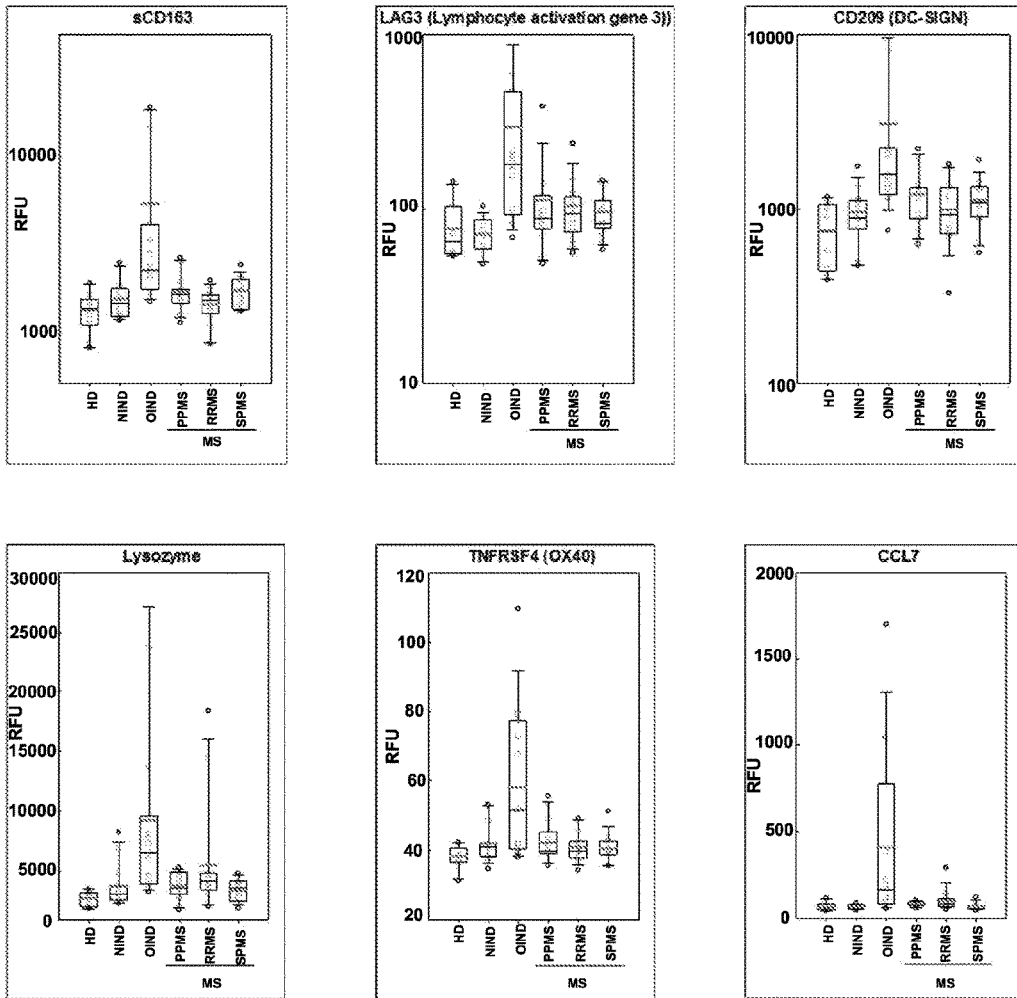 sCD163
10000
1000
RFU
HD
NIND
OIND
PPMS
RRMS
SPMS
MS
LAG3 (Lymphocyte activation gene 3))
1000
100
10
RFU
HD
NIND
OIND
PPMS
RRMS
SPMS
MS
CD209 (DC-SIGN)
10000
1000
100
RFU
HD
NIND
OIND
PPMS
RRMS
SPMS
MS
Lysozyme
30000
25000
20000
15000
10000
5000
0
RFU
HD
NIND
OIND
PPMS
RRMS
SPMS
MS
TNFRSF4 (OX40)
120
100
80
60
40
20
RFU
HD
NIND
OIND
PPMS
RRMS
SPMS
MS
CCL7
2000
1500
1000
500
0
RFU
HD
NIND
OIND
PPMS
RRMS
SPMS
MS